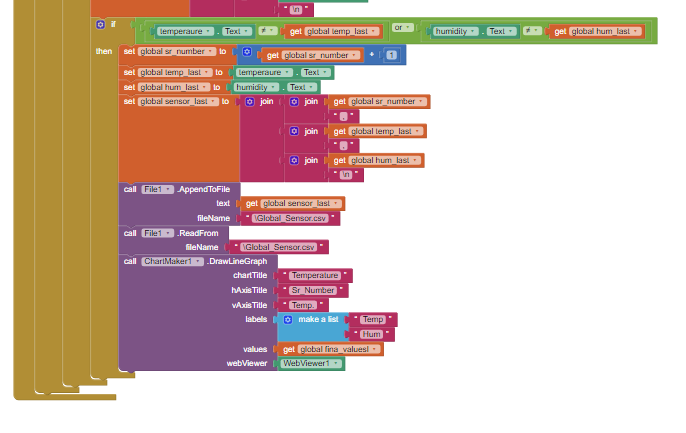 " \n "
if temperaure . Text ≠ get global temp_last or humidity . Text ≠ get global hum_last
then set global sr_number to get global sr_number + 1
set global temp_last to temperaure . Text
set global hum_last to humidity . Text
set global sensor_last to join join get global sr_number
" , "
join get global temp_last
" , "
join get global hum_last
" \n "
call File1 .AppendToFile
text get global sensor_last
fileName " \Global_Sensor.csv "
call File1 .ReadFrom
fileName " \Global_Sensor.csv "
call ChartMaker1 .DrawLineGraph
chartTitle " Temperature "
hAxisTitle " Sr_Number "
vAxisTitle " Temp. "
labels make a list " Temp "
" Hum "
values get global fina_valuesl
webViewer WebViewer1